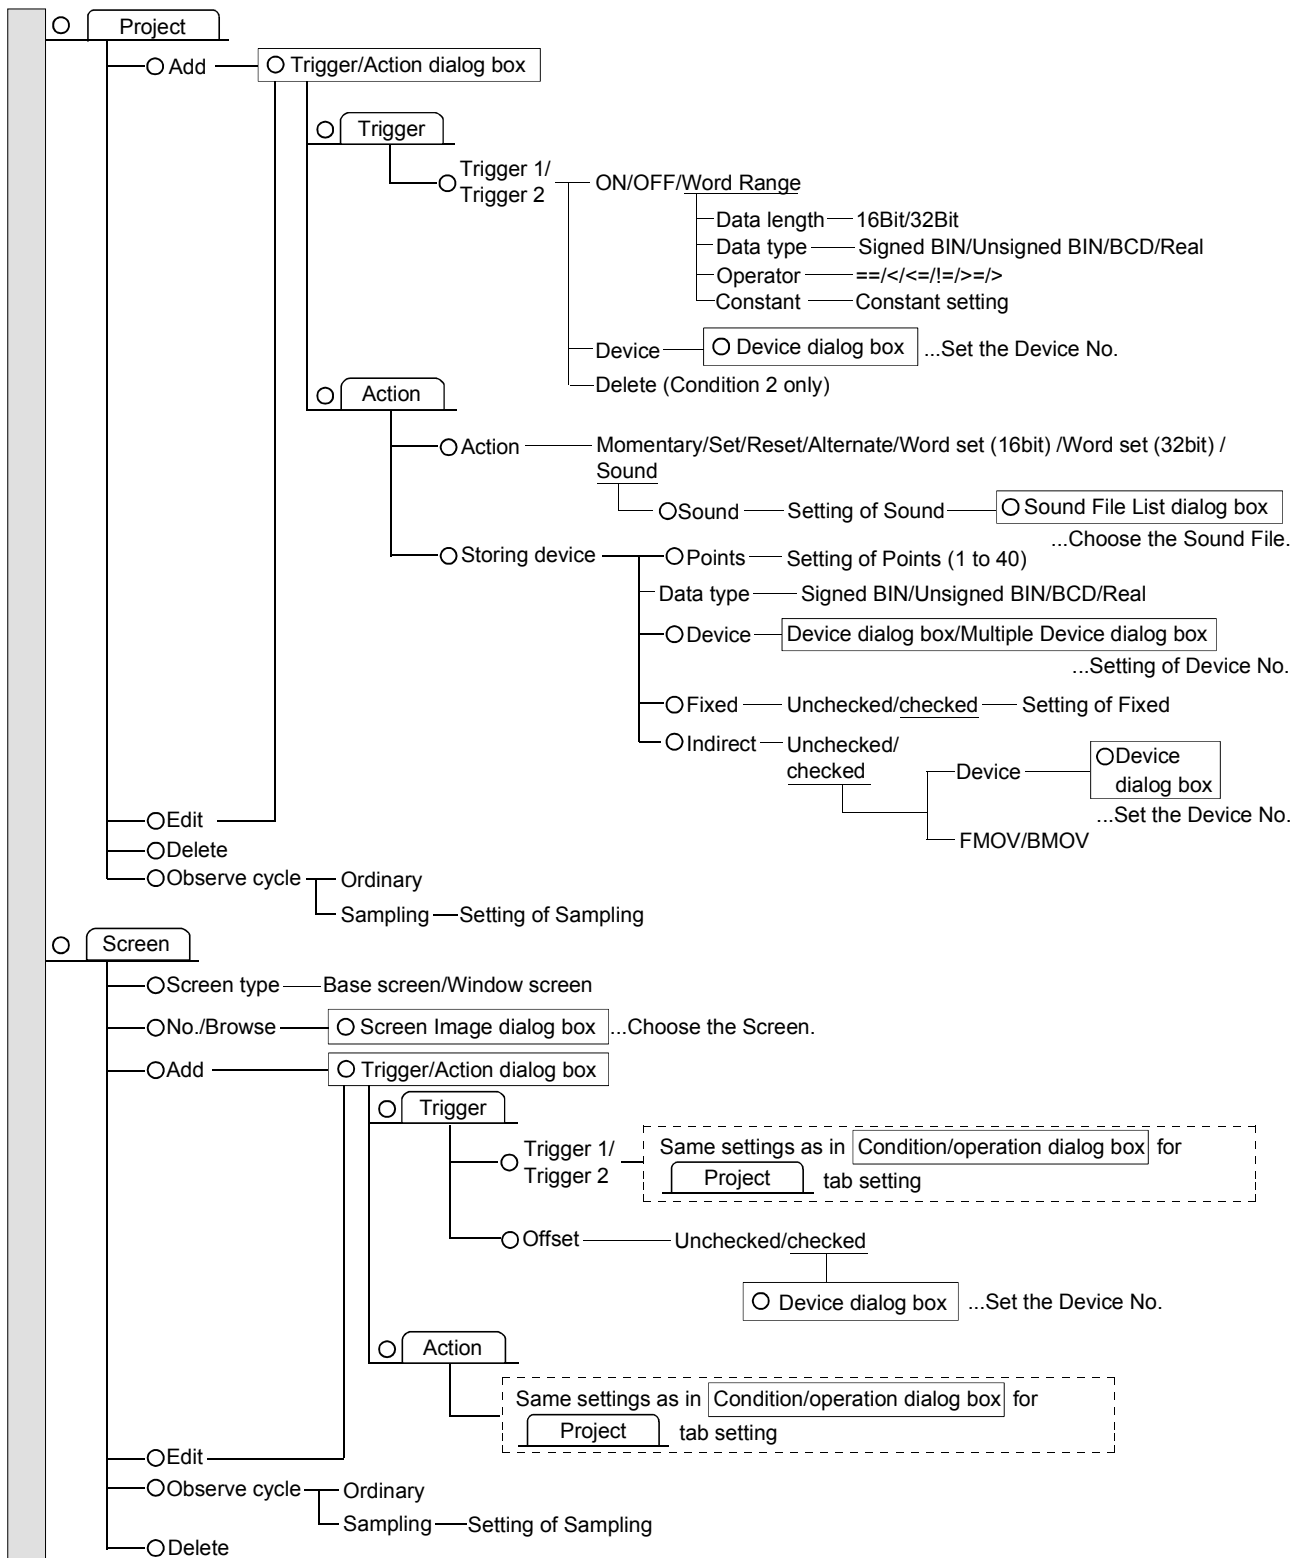 Project
Add Trigger/Action dialog box
Trigger
Trigger 1/
Trigger 2
ON/OFF/Word Range
Data length 16Bit/32Bit
Data type Signed BIN/Unsigned BIN/BCD/Real
Operator ==/</<=/!=/>=/>
Constant Constant setting
Device Device dialog box ...Set the Device No.
Delete (Condition 2 only)
Action
Action Momentary/Set/Reset/Alternate/Word set (16bit) /Word set (32bit) /
Sound
Sound Setting of Sound Sound File List dialog box
...Choose the Sound File.
Storing device Points Setting of Points (1 to 40)
Data type Signed BIN/Unsigned BIN/BCD/Real
Device Device dialog box/Multiple Device dialog box
...Setting of Device No.
Fixed Unchecked/checked Setting of Fixed
Indirect Unchecked/
checked
Device Device
dialog box
...Set the Device No.
FMOV/BMOV
Edit
Delete
Observe cycle Ordinary
Sampling Setting of Sampling
Screen
Screen type Base screen/Window screen
No./Browse Screen Image dialog box ...Choose the Screen.
Add Trigger/Action dialog box
Trigger
Trigger 1/
Trigger 2
Same settings as in Condition/operation dialog box for
Project tab setting
Offset Unchecked/checked
Device dialog box ...Set the Device No.
Action
Same settings as in Condition/operation dialog box for
Project tab setting
Edit
Observe cycle Ordinary
Sampling Setting of Sampling
Delete